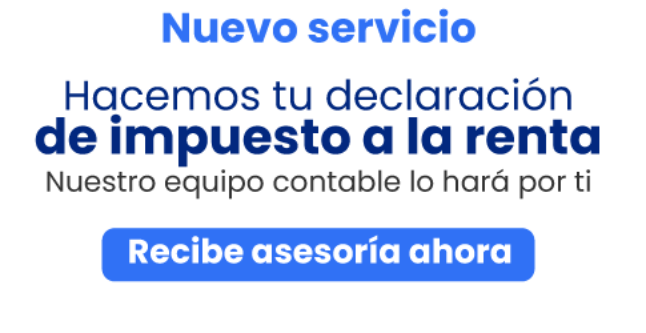 Nuevo servicio
Hacemos tu declaración
de impuesto a la renta
Nuestro equipo contable lo hará por ti
Recibe asesoría ahora